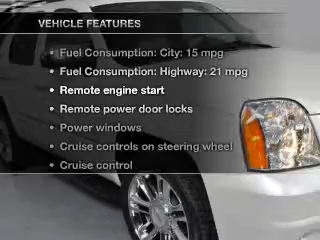 VEHICLE FEATURES
• Fuel Consumption: City: 15 mpg
• Fuel Consumption: Highway: 21 mpg
• Remote engine start
• Remote power door locks
• Power windows
• Cruise controls on steering wheel
• Cruise control